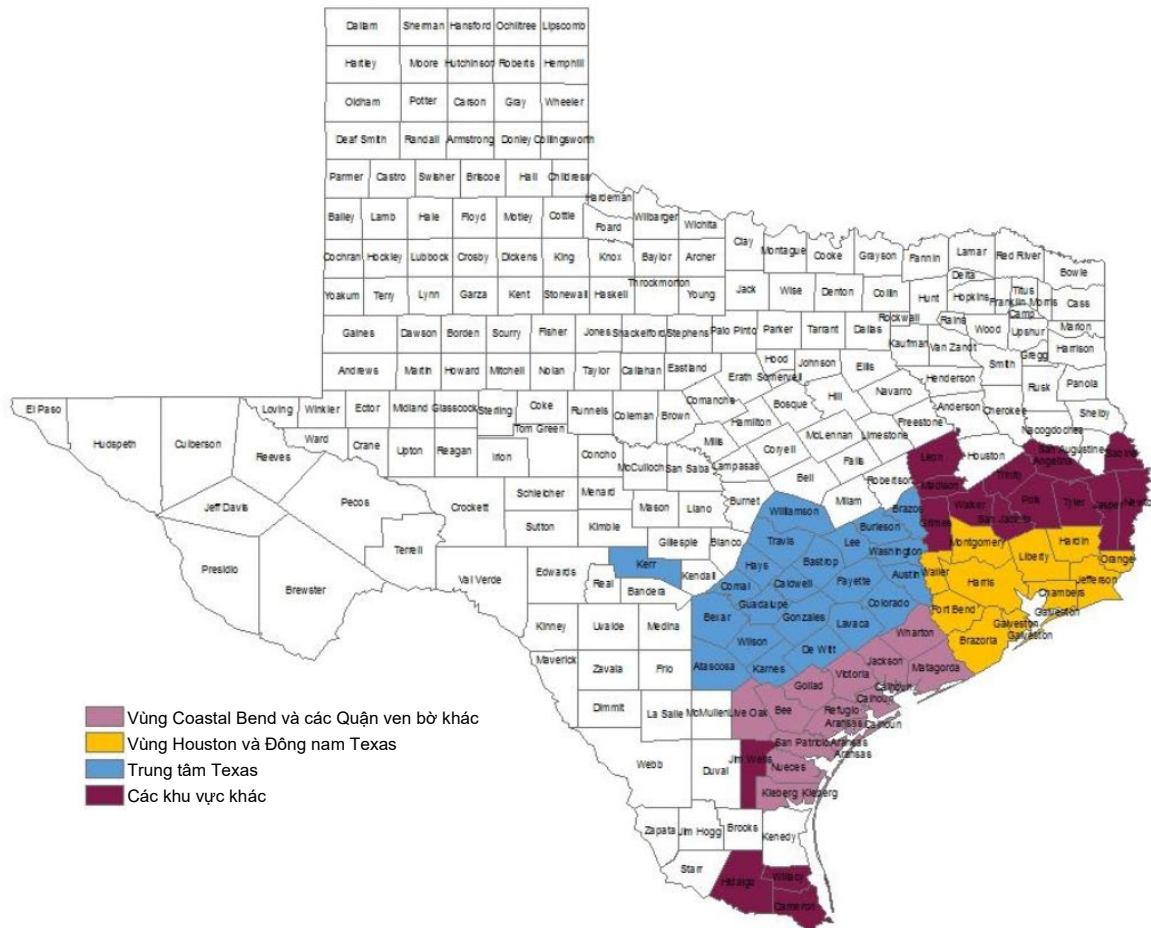 Dallam Sherman Hansford Ochiltree Lipscomb
Hartley Moore Hutchinson Roberts Hemphill
Oldham Potter Carson Gray Wheeler
Deaf Smith Randall Armstrong Donley Collingsworth
Parmer Castro Swisher Briscoe Hall Childress
Hardeman
Bailey Lamb Hale Floyd Motley Cottle Foard Wilbarger Wichita
Clay Montague Cooke Grayson Fannin Lamar Red River Bowie
Cochran Hockley Lubbock Crosby Dickens King Knox Baylor Archer
Delta Titus
Throckmorton
Yoakum Terry Lynn Garza Kent Stonewall Haskell Young Jack Wise Denton Collin Hunt Hopkins Franklin Morris Cass
Camp
Rockwall Rains Wood Upshur Marion
Gaines Dawson Borden Scurry Fisher Jones Shackelford Stephens Palo Pinto Parker Tarrant Dallas
Kaufman Van Zandt Gregg Harrison
Andrews Martin Howard Mitchell Nolan Taylor Callahan Eastland Erath Hood Somervell Johnson Ellis Henderson Smith Rusk Panola
El Paso Hudspeth Culberson Loving Winkler Ector Midland Glasscock Sterling Coke Runnels Coleman Brown Comanche Bosque Hill Navarro Anderson Cherokee Shelby
Tom Green Hamilton Freestone Nacogdoches
Reeves Ward Crane Upton Reagan Irion Concho Mills McLennan Limestone San Augustine
McCulloch San Saba Lampasas Coryell Falls Leon Houston Angelina Sabine
Jeff Davis Pecos Crockett Schleicher Menard Bell Robertson Madison Trinity
Mason Llano Burnet Milam Brazos Walker Polk Tyler Jasper Newton
Sutton Kimble Williamson Burleson Grimes San Jacinto
Presidio Brewster Terrell Val Verde Edwards Gillespie Blanco Travis Lee Montgomery Liberty Hardin
Kerr Kendall Hays Bastrop Washington Orange
Real Bandera Comal Caldwell Fayette Austin Waller Harris Jefferson
Chambers
Kinney Uvalde Medina Bexar Guadalupe Gonzales Colorado Fort Bend Galveston
Lavaca Galveston
Wilson Wharton Brazoria Galveston
Maverick Zavala Frio Atascosa Karnes De Witt Jackson Matagorda
Victoria
Goliad Calhoun
Dimmit La Salle McMullen Live Oak Bee Refugio Calhoun
Aransas Calhoun
San Patricio Aransas
Aransas
Webb Duval Jim Wells Nueces
Kleberg Kleberg
Zapata Jim Hogg Brooks Kenedy
Starr Hidalgo Willacy
Cameron
Vùng Coastal Bend và các Quận ven bờ khác
Vùng Houston và Đông nam Texas
Trung tâm Texas
Các khu vực khác